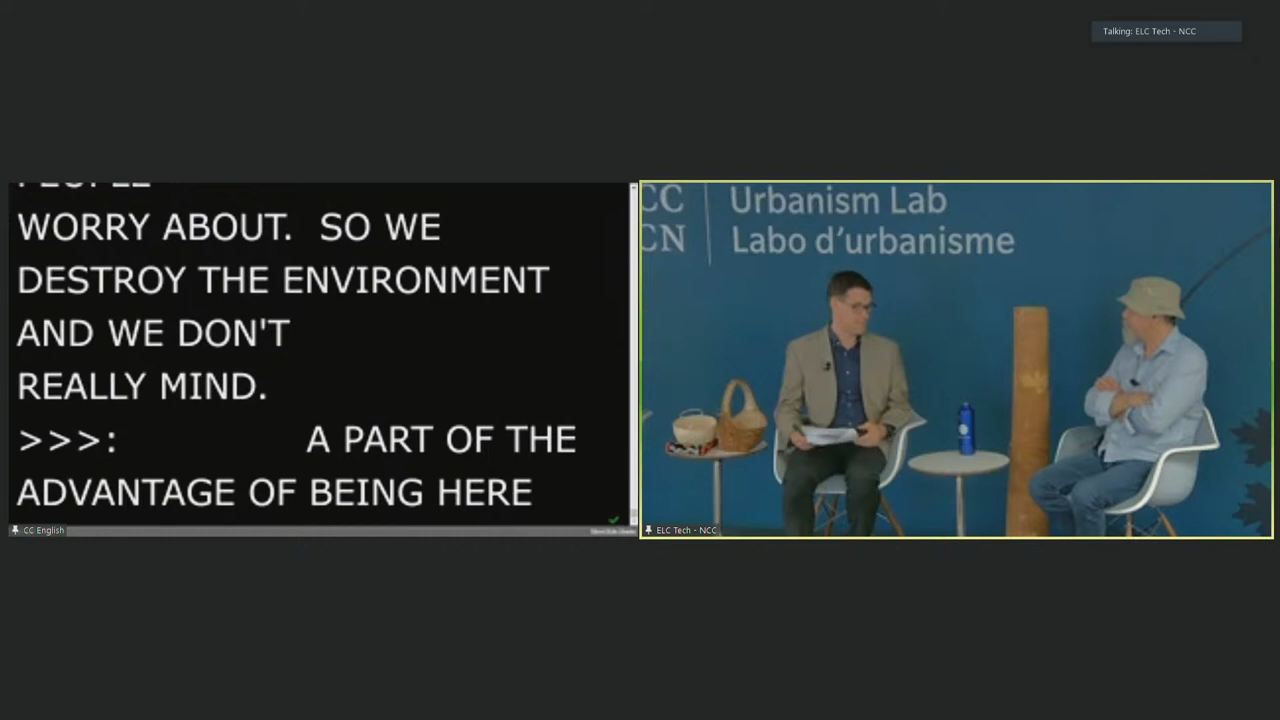 Talking: ELC Tech - NCC
PEOPLE
WORRY ABOUT.  SO WE
DESTROY THE ENVIRONMENT
AND WE DON'T
REALLY MIND.
>>>:                A PART OF THE
ADVANTAGE OF BEING HERE
CC English
CC
CN
Urbanism Lab
Labo d'urbanisme
ELC Tech - NCC